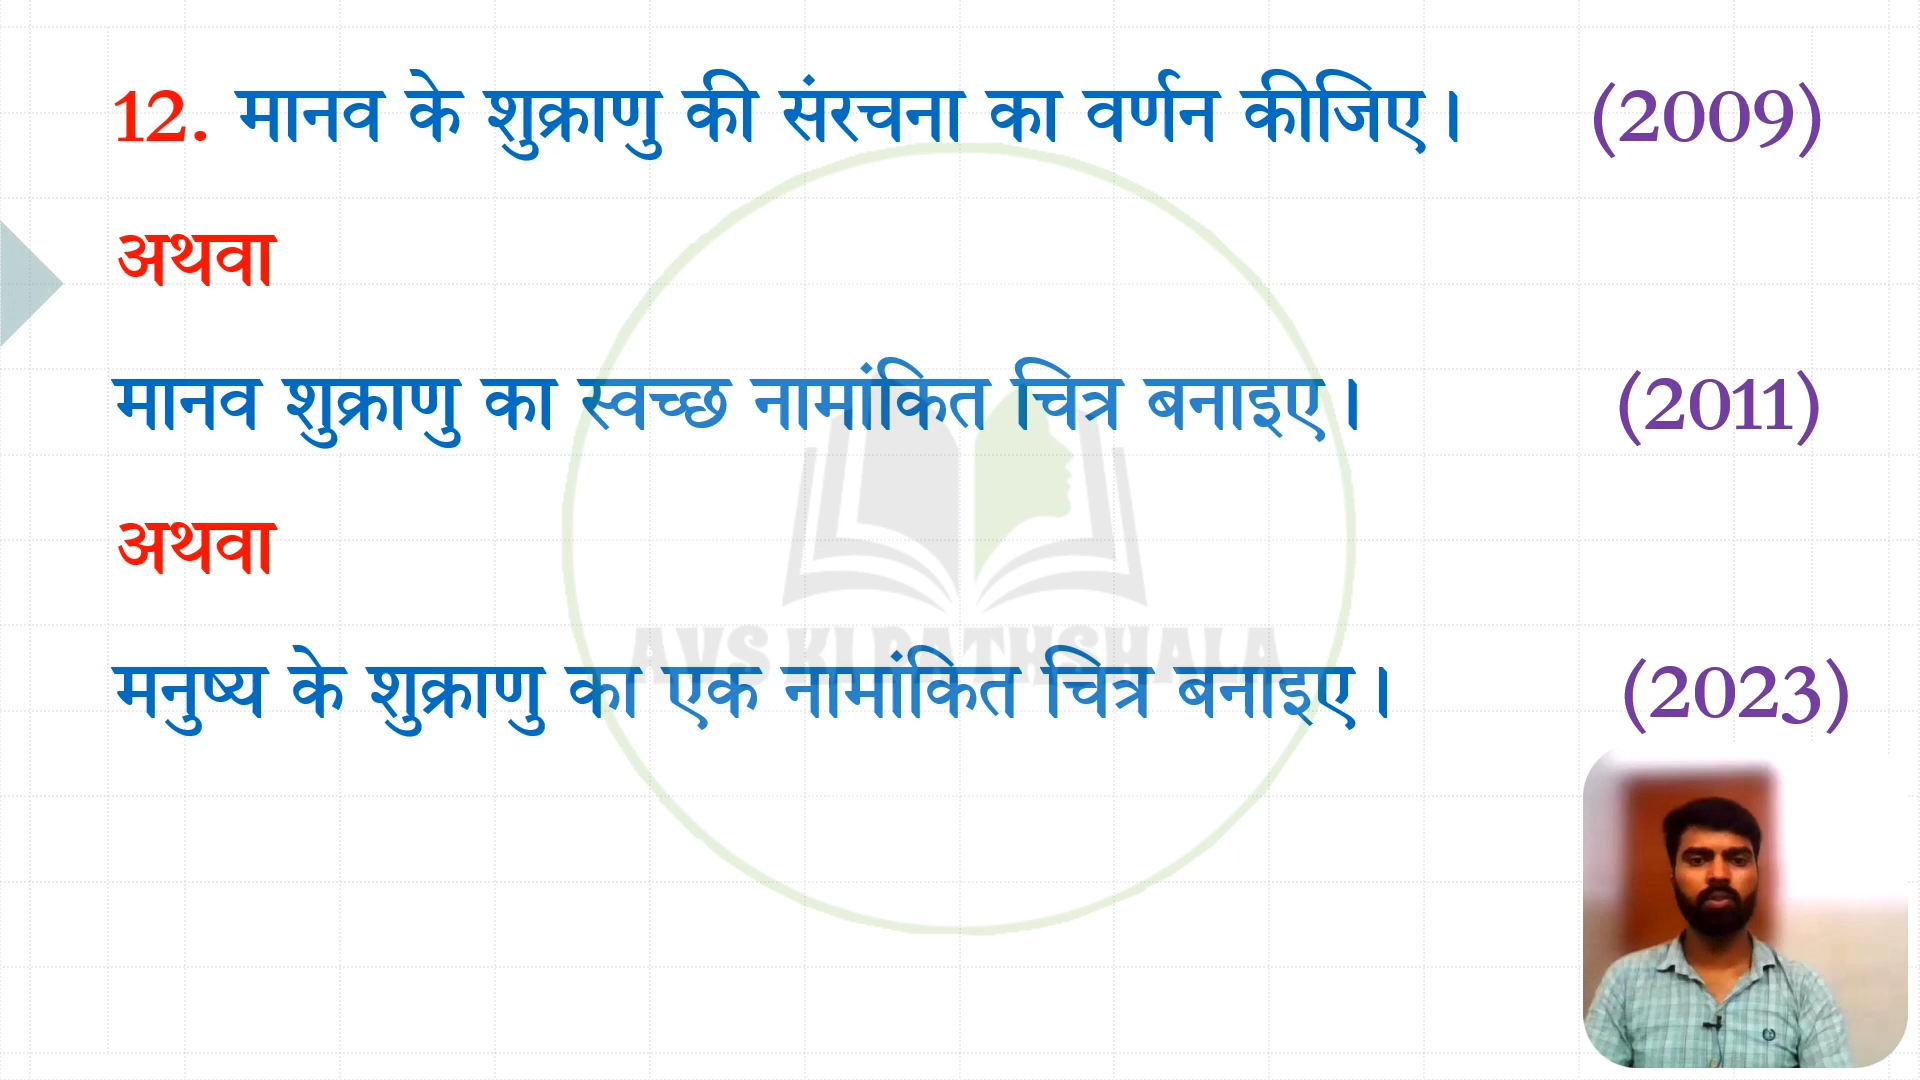 12. मानव के शुक्राणु की संरचना का वर्णन कीजिए। (2009)
अथवा
मानव शुक्राणु का स्वच्छ नामांकित चित्र बनाइए। (2011)
अथवा
AVS KI PATHSHALA
मनुष्य के शुक्राणु का एक नामांकित चित्र बनाइए। (2023)